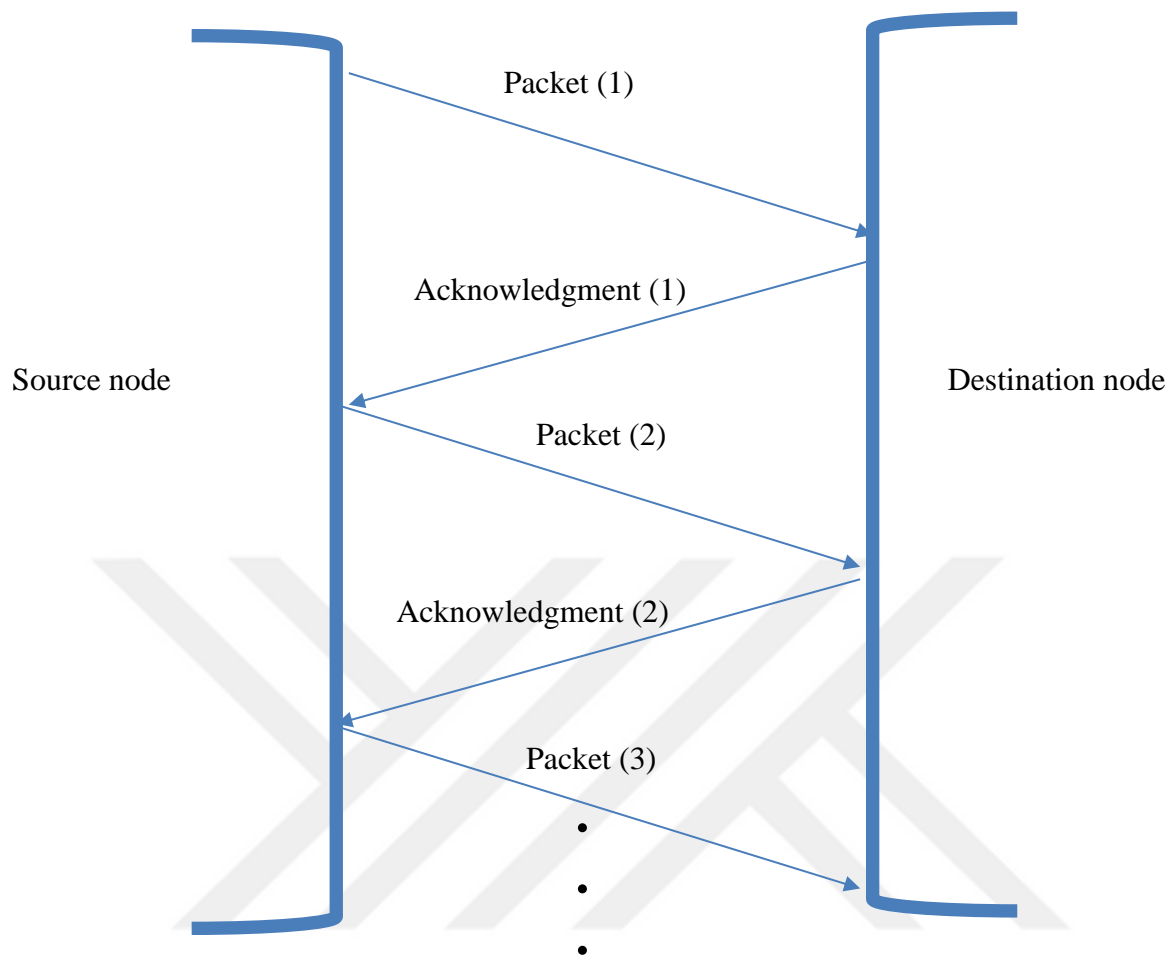 Packet (1)
Acknowledgment (1)
Source node
Destination node
Packet (2)
Acknowledgment (2)
Packet (3)